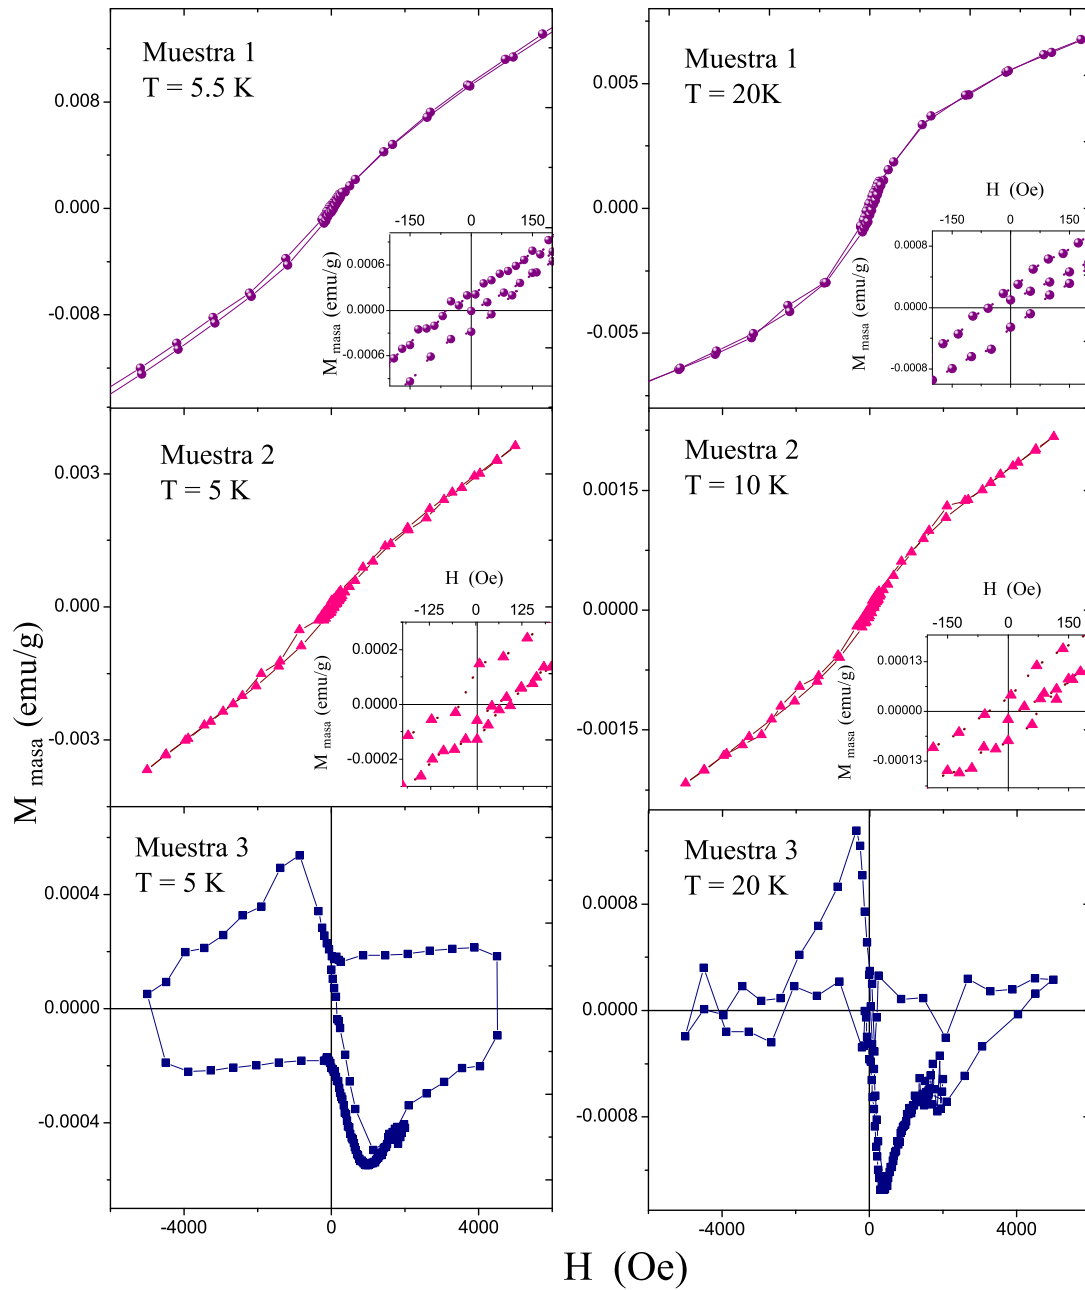 Muestra 1
T = 5.5 K
0.008
0.000
-0.008
-150
0
150
0.0006
0.0000
-0.0006
M masa (emu/g)
Muestra 1
T = 20K
0.005
0.000
-0.005
H (Oe)
-150
0
150
0.0008
0.0000
-0.0008
M masa (emu/g)
Muestra 2
T = 5 K
0.003
0.000
-0.003
H (Oe)
-125
0
125
0.0002
0.0000
-0.0002
M masa (emu/g)
Muestra 2
T = 10 K
0.0015
0.0000
-0.0015
H (Oe)
-150
0
150
0.00013
0.00000
-0.00013
M masa (emu/g)
M masa (emu/g)
Muestra 3
T = 5 K
0.0004
0.0000
-0.0004
-4000
0
4000
Muestra 3
T = 20 K
0.0008
0.0000
-0.0008
-4000
0
4000
H (Oe)